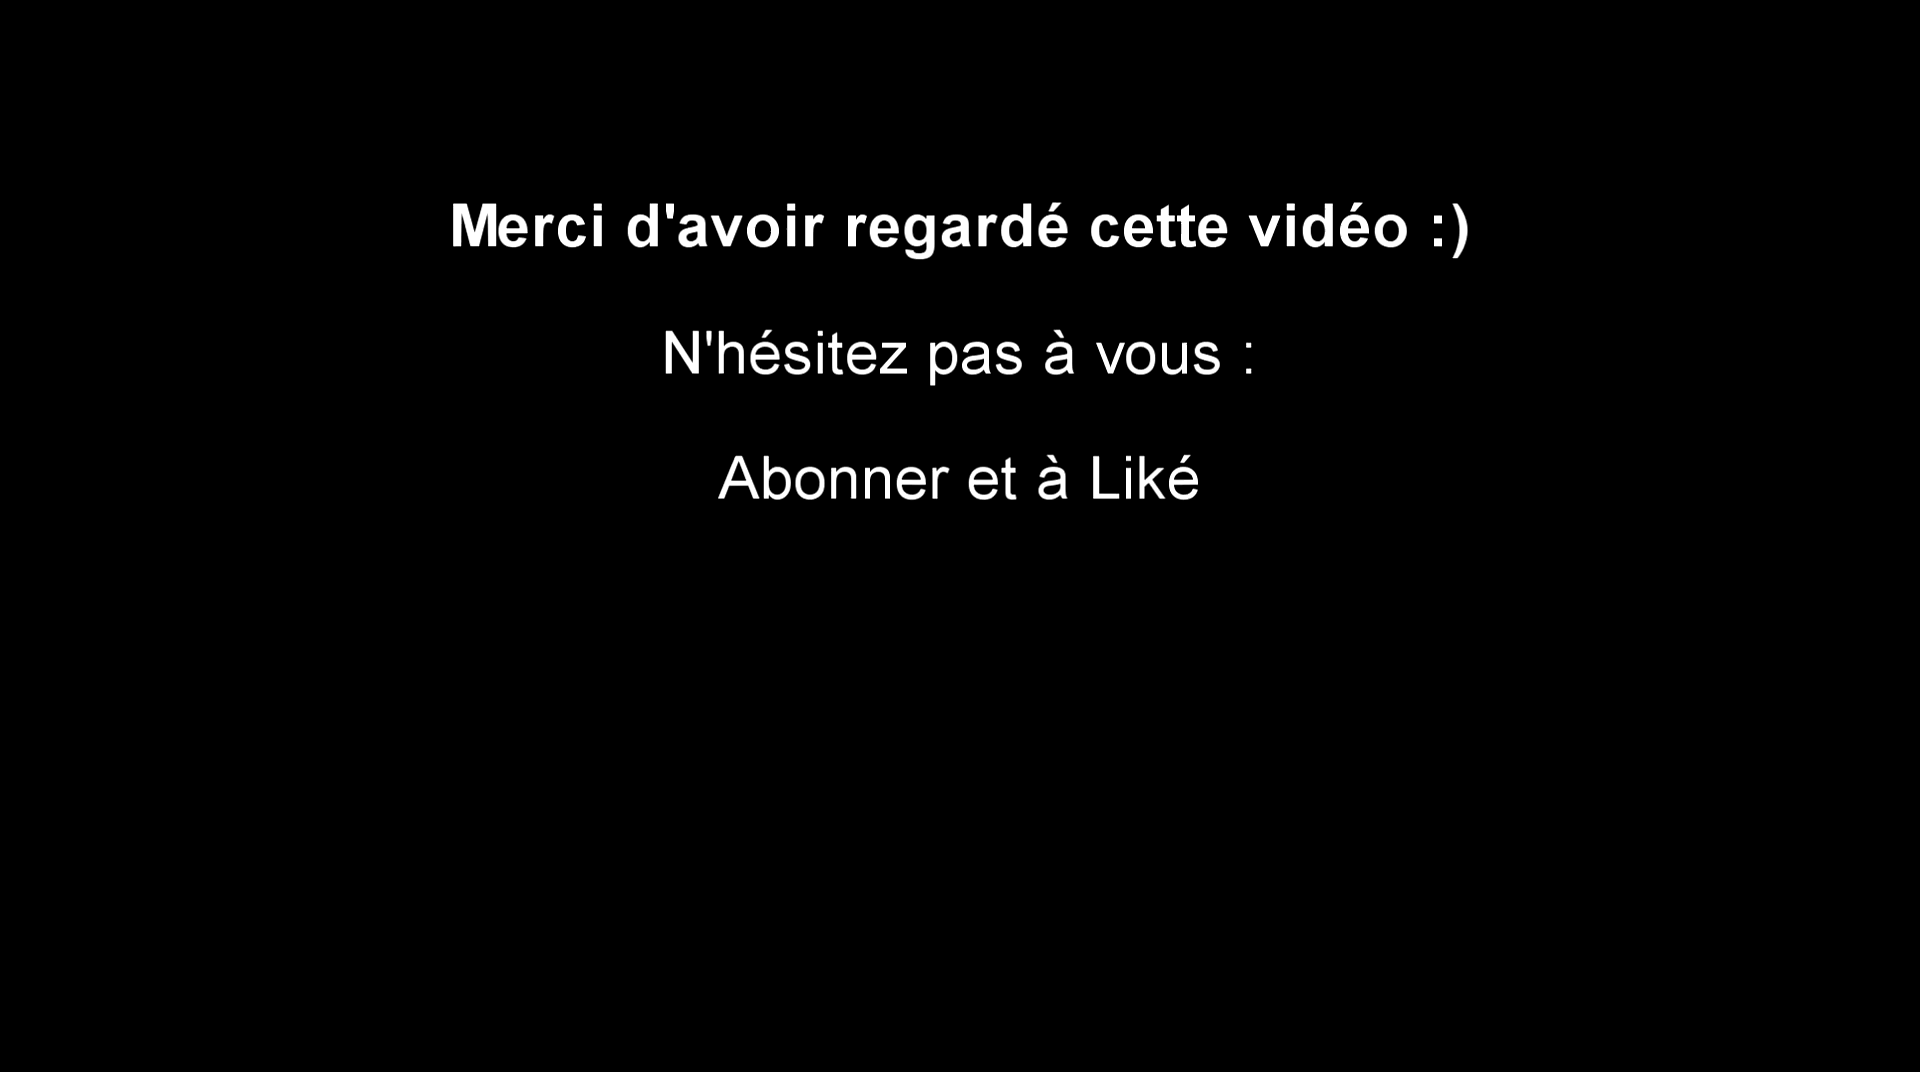 Merci d'avoir regardé cette vidéo :)
N'hésitez pas à vous :
Abonner et à Liké